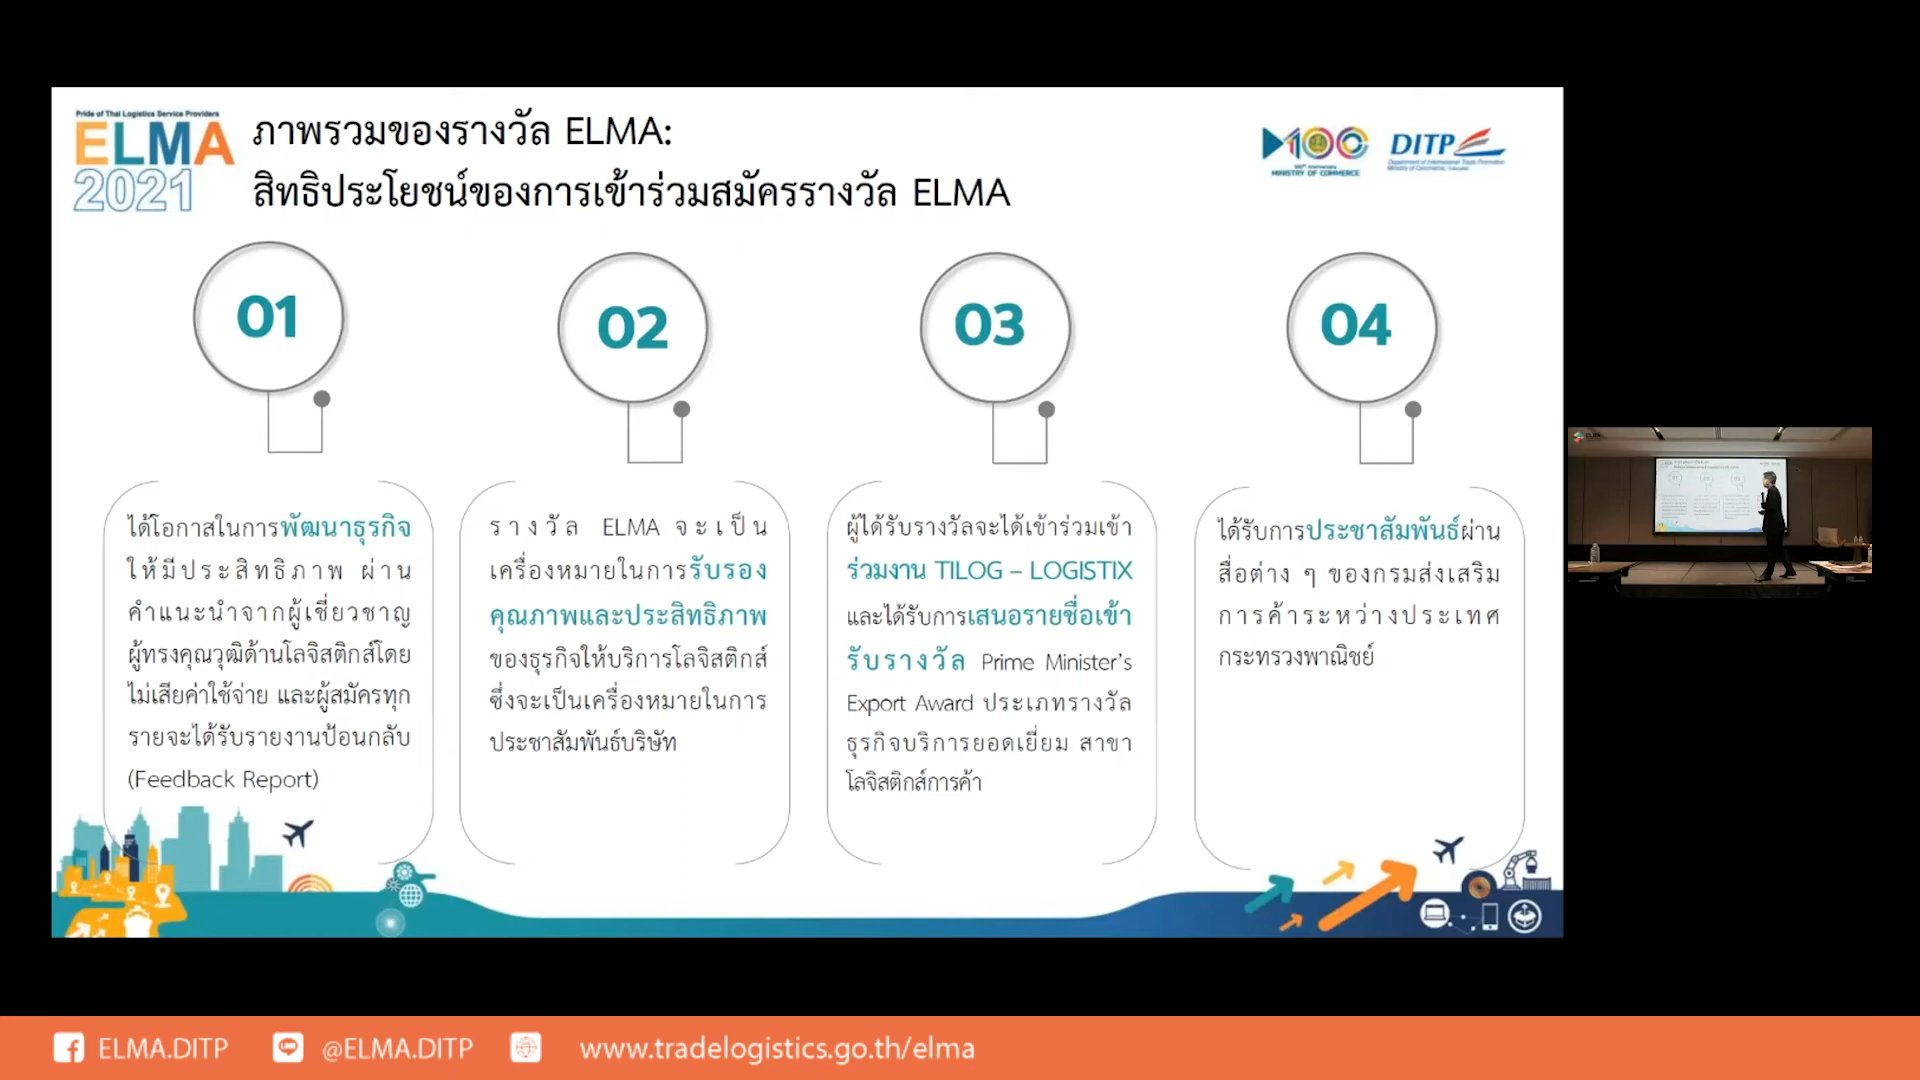 Pride of Thai Logistics Service Providers
ELMA
2021
ภาพรวมของรางวัล ELMA:
สิทธิประโยชน์ของการเข้าร่วมสมัครรางวัล ELMA
MINISTRY OF COMMERCE
DITP
Department of International Trade Promotion
Ministry of Commerce, Thailand
01
ได้โอกาสในการพัฒนาธุรกิจ
ให้มีประสิทธิภาพ ผ่าน
คำแนะนำจากผู้เชี่ยวชาญ
ผู้ทรงคุณวุฒิด้านโลจิสติกส์โดย
ไม่เสียค่าใช้จ่าย และผู้สมัครทุก
รายจะได้รับรายงานป้อนกลับ
(Feedback Report)
02
รางวัล ELMA จะเป็น
เครื่องหมายในการรับรอง
คุณภาพและประสิทธิภาพ
ของธุรกิจให้บริการโลจิสติกส์
ซึ่งจะเป็นเครื่องหมายในการ
ประชาสัมพันธ์บริษัท
03
ผู้ได้รับรางวัลจะได้เข้าร่วมเข้า
ร่วมงาน TILOG – LOGISTIX
และได้รับการเสนอรายชื่อเข้า
รับรางวัล Prime Minister's
Export Award ประเภทรางวัล
ธุรกิจบริการยอดเยี่ยม สาขา
โลจิสติกส์การค้า
04
ได้รับการประชาสัมพันธ์ผ่าน
สื่อต่าง ๆ ของกรมส่งเสริม
การค้าระหว่างประเทศ
กระทรวงพาณิชย์
ELMA.DITP
@ELMA.DITP
www.tradelogistics.go.th/elma